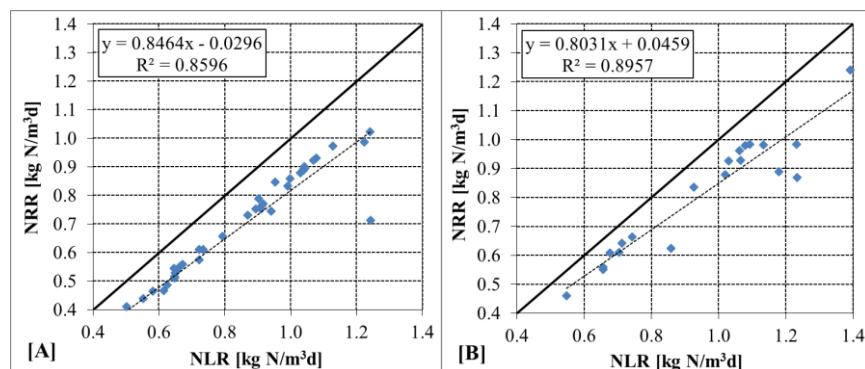 y = 0.8464x - 0.0296
R² = 0.8596
NRR [kg N/m³d]
1.4
1.3
1.2
1.1
1.0
0.9
0.8
0.7
0.6
0.5
0.4
0.4 0.6 0.8 1.0 1.2 1.4
[A]
NLR [kg N/m³d]
y = 0.8031x + 0.0459
R² = 0.8957
NRR [kg N/m³d]
1.4
1.3
1.2
1.1
1.0
0.9
0.8
0.7
0.6
0.5
0.4
0.4 0.6 0.8 1.0 1.2 1.4
[B]
NLR [kg N/m³d]